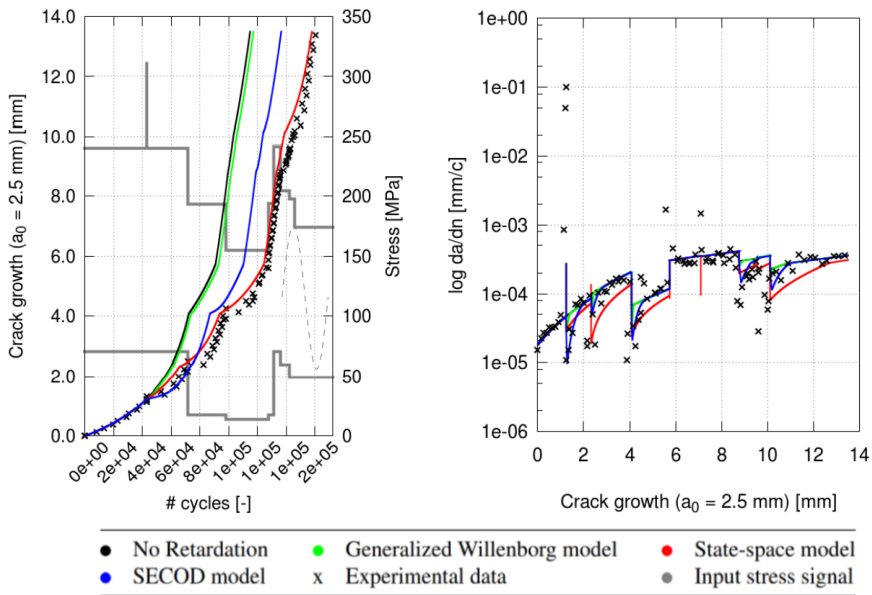 14.0
12.0
10.0
8.0
6.0
4.0
2.0
0.0
Crack growth (a0 = 2.5 mm) [mm]
350
300
250
200
150
100
50
0
Stress [MPa]
0e+00
2e+04
4e+04
6e+04
8e+04
1e+05
1e+05
1e+05
2e+05
# cycles [-]
1e+00
1e-01
1e-02
1e-03
1e-04
1e-05
1e-06
log da/dn [mm/c]
0 2 4 6 8 10 12 14
Crack growth (a0 = 2.5 mm) [mm]
No Retardation Generalized Willenborg model State-space model
SECOD model x Experimental data Input stress signal